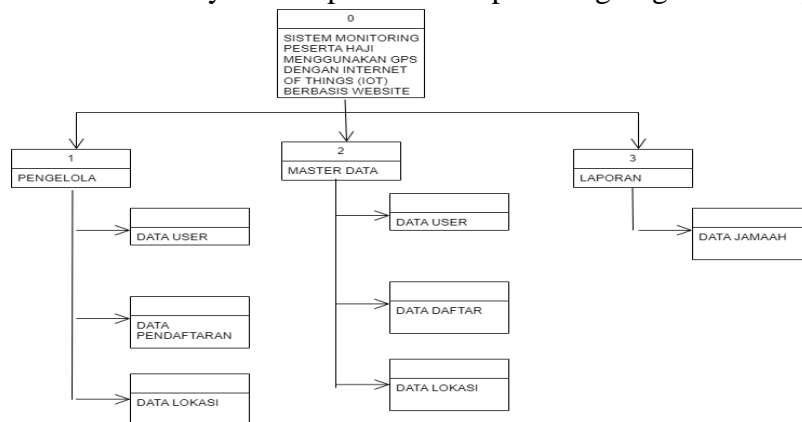 0
SISTEM MONITORING
PESERTA HAJI
MENGGUNAKAN GPS
DENGAN INTERNET
OF THINGS (IOT)
BERBASIS WEBSITE
1
PENGELOLA
2
MASTER DATA
3
LAPORAN
DATA USER
DATA
PENDAFTARAN
DATA LOKASI
DATA USER
DATA DAFTAR
DATA LOKASI
DATA JAMAAH